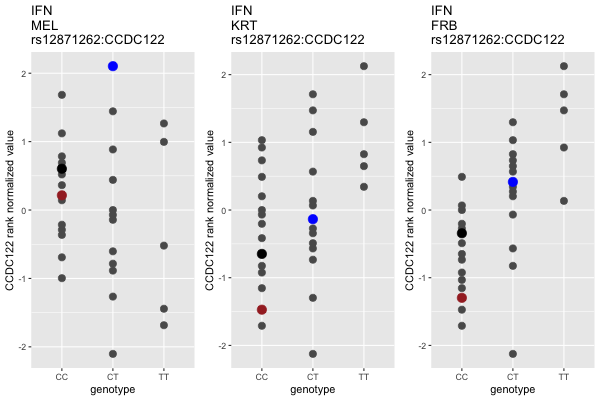 IFN
MEL
rs12871262:CCDC122
CCDC122 rank normalized value
2
1
0
-1
-2
CC
CT
TT
genotype
IFN
KRT
rs12871262:CCDC122
CCDC122 rank normalized value
2
1
0
-1
-2
CC
CT
TT
genotype
IFN
FRB
rs12871262:CCDC122
CCDC122 rank normalized value
2
1
0
-1
-2
CC
CT
TT
genotype